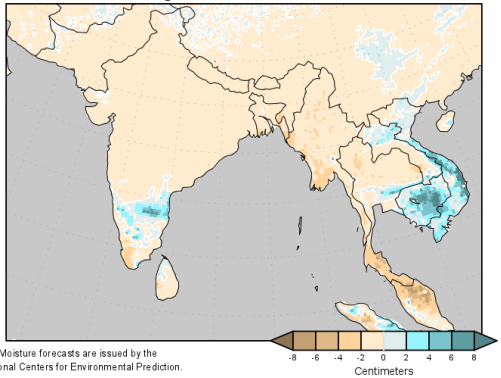 -8 -6 -4 -2 0 2 4 6 8
Centimeters
Moisture forecasts are issued by the
onal Centers for Environmental Prediction.